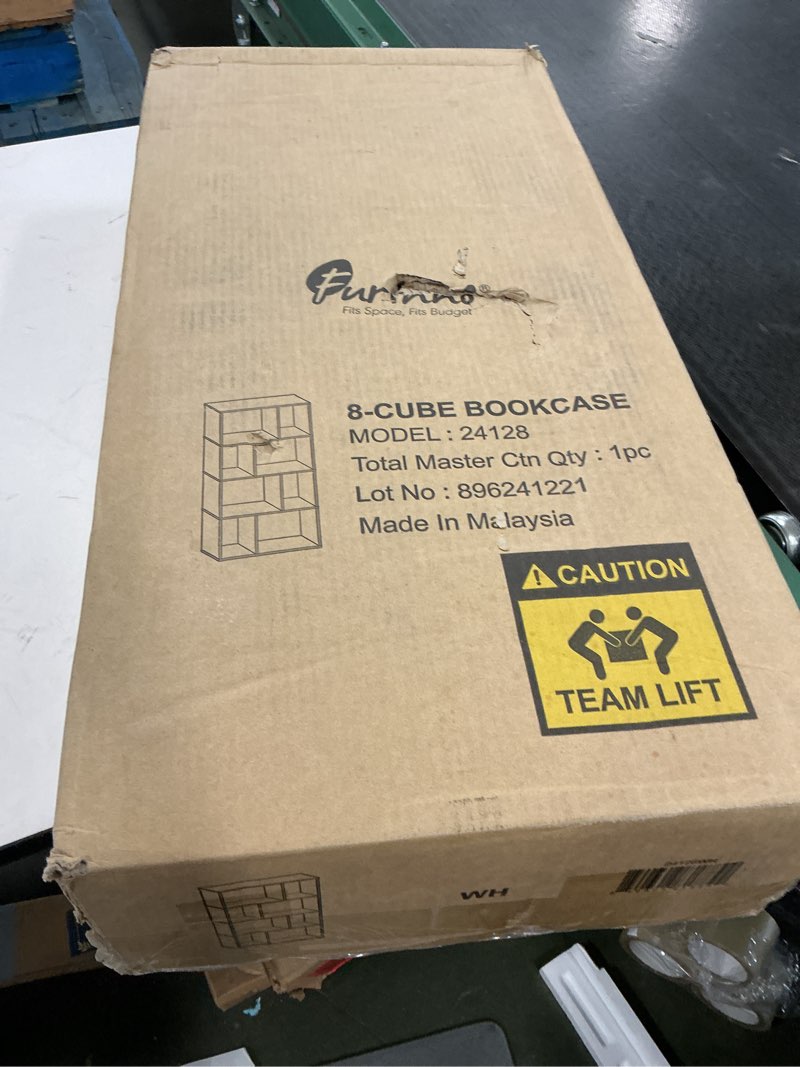 Furinno®
Fits Space, Fits Budget
8-CUBE BOOKCASE
MODEL : 24128
Total Master Ctn Qty : 1pc
Lot No : 896241221
Made In Malaysia
CAUTION
TEAM LIFT
WH